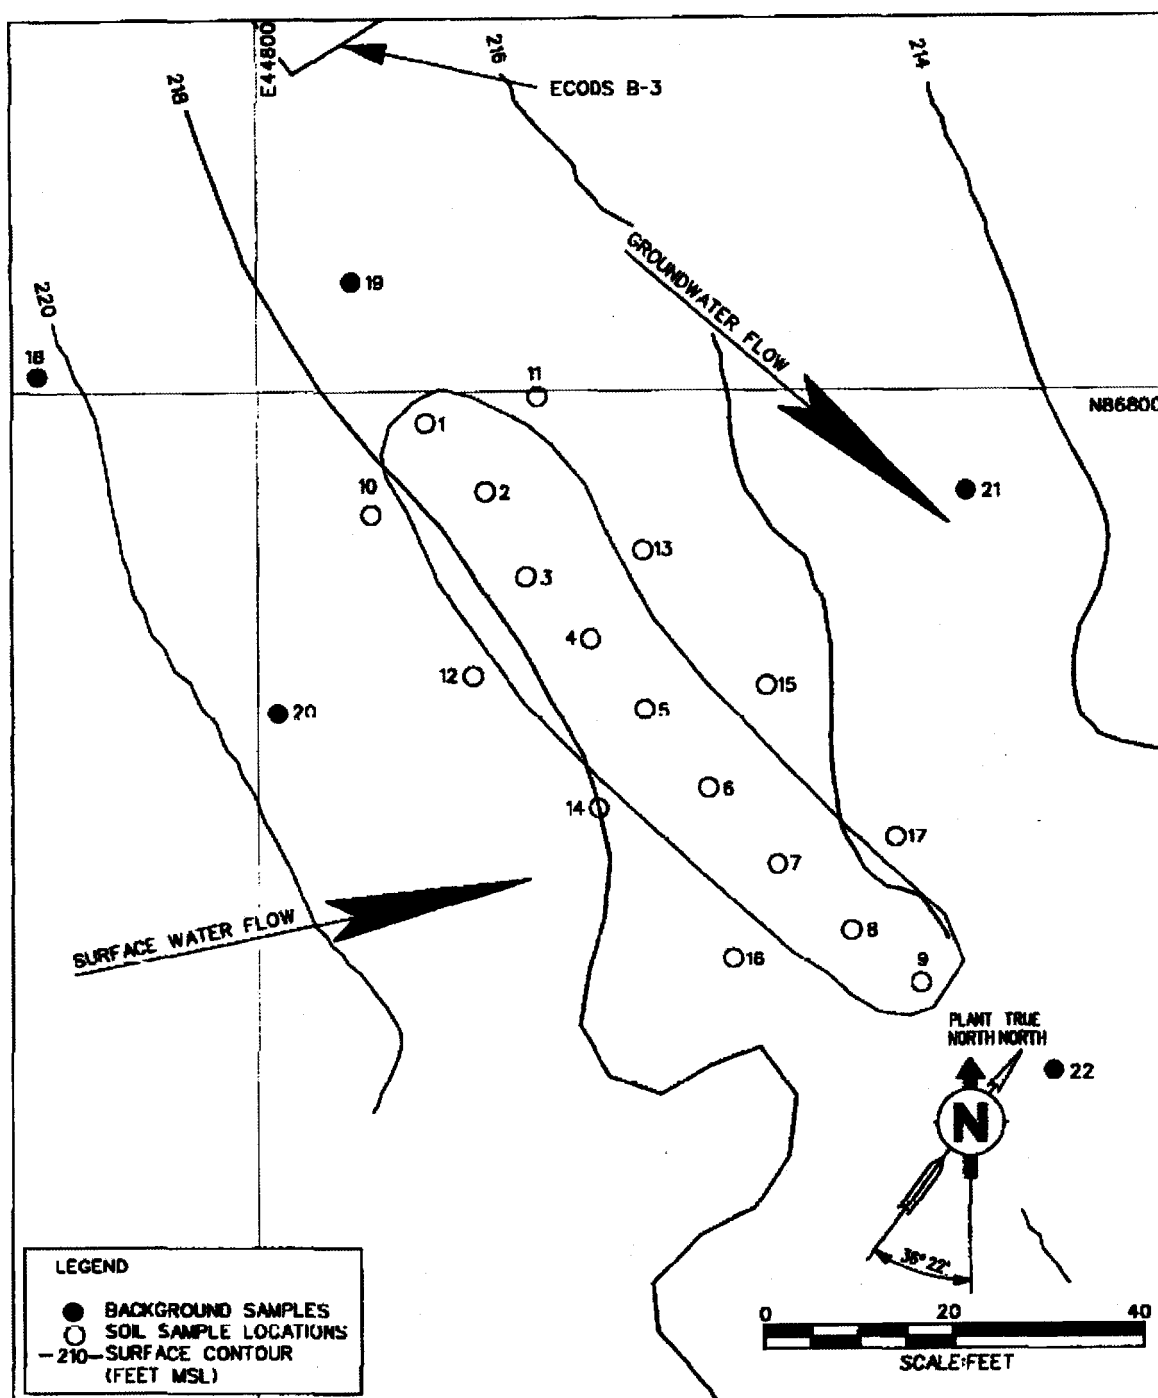 E44800
216
214
218
ECODS B-3
GROUNDWATER FLOW
19
220
18
11
N86800
1
10
2
21
13
3
4
12
15
5
20
6
14
17
7
SURFACE WATER FLOW
8
16
9
PLANT TRUE
NORTH NORTH
22
N
36° 22'
LEGEND
BACKGROUND SAMPLES
SOIL SAMPLE LOCATIONS
-210- SURFACE CONTOUR
(FEET MSL)
0 20 40
SCALE:FEET